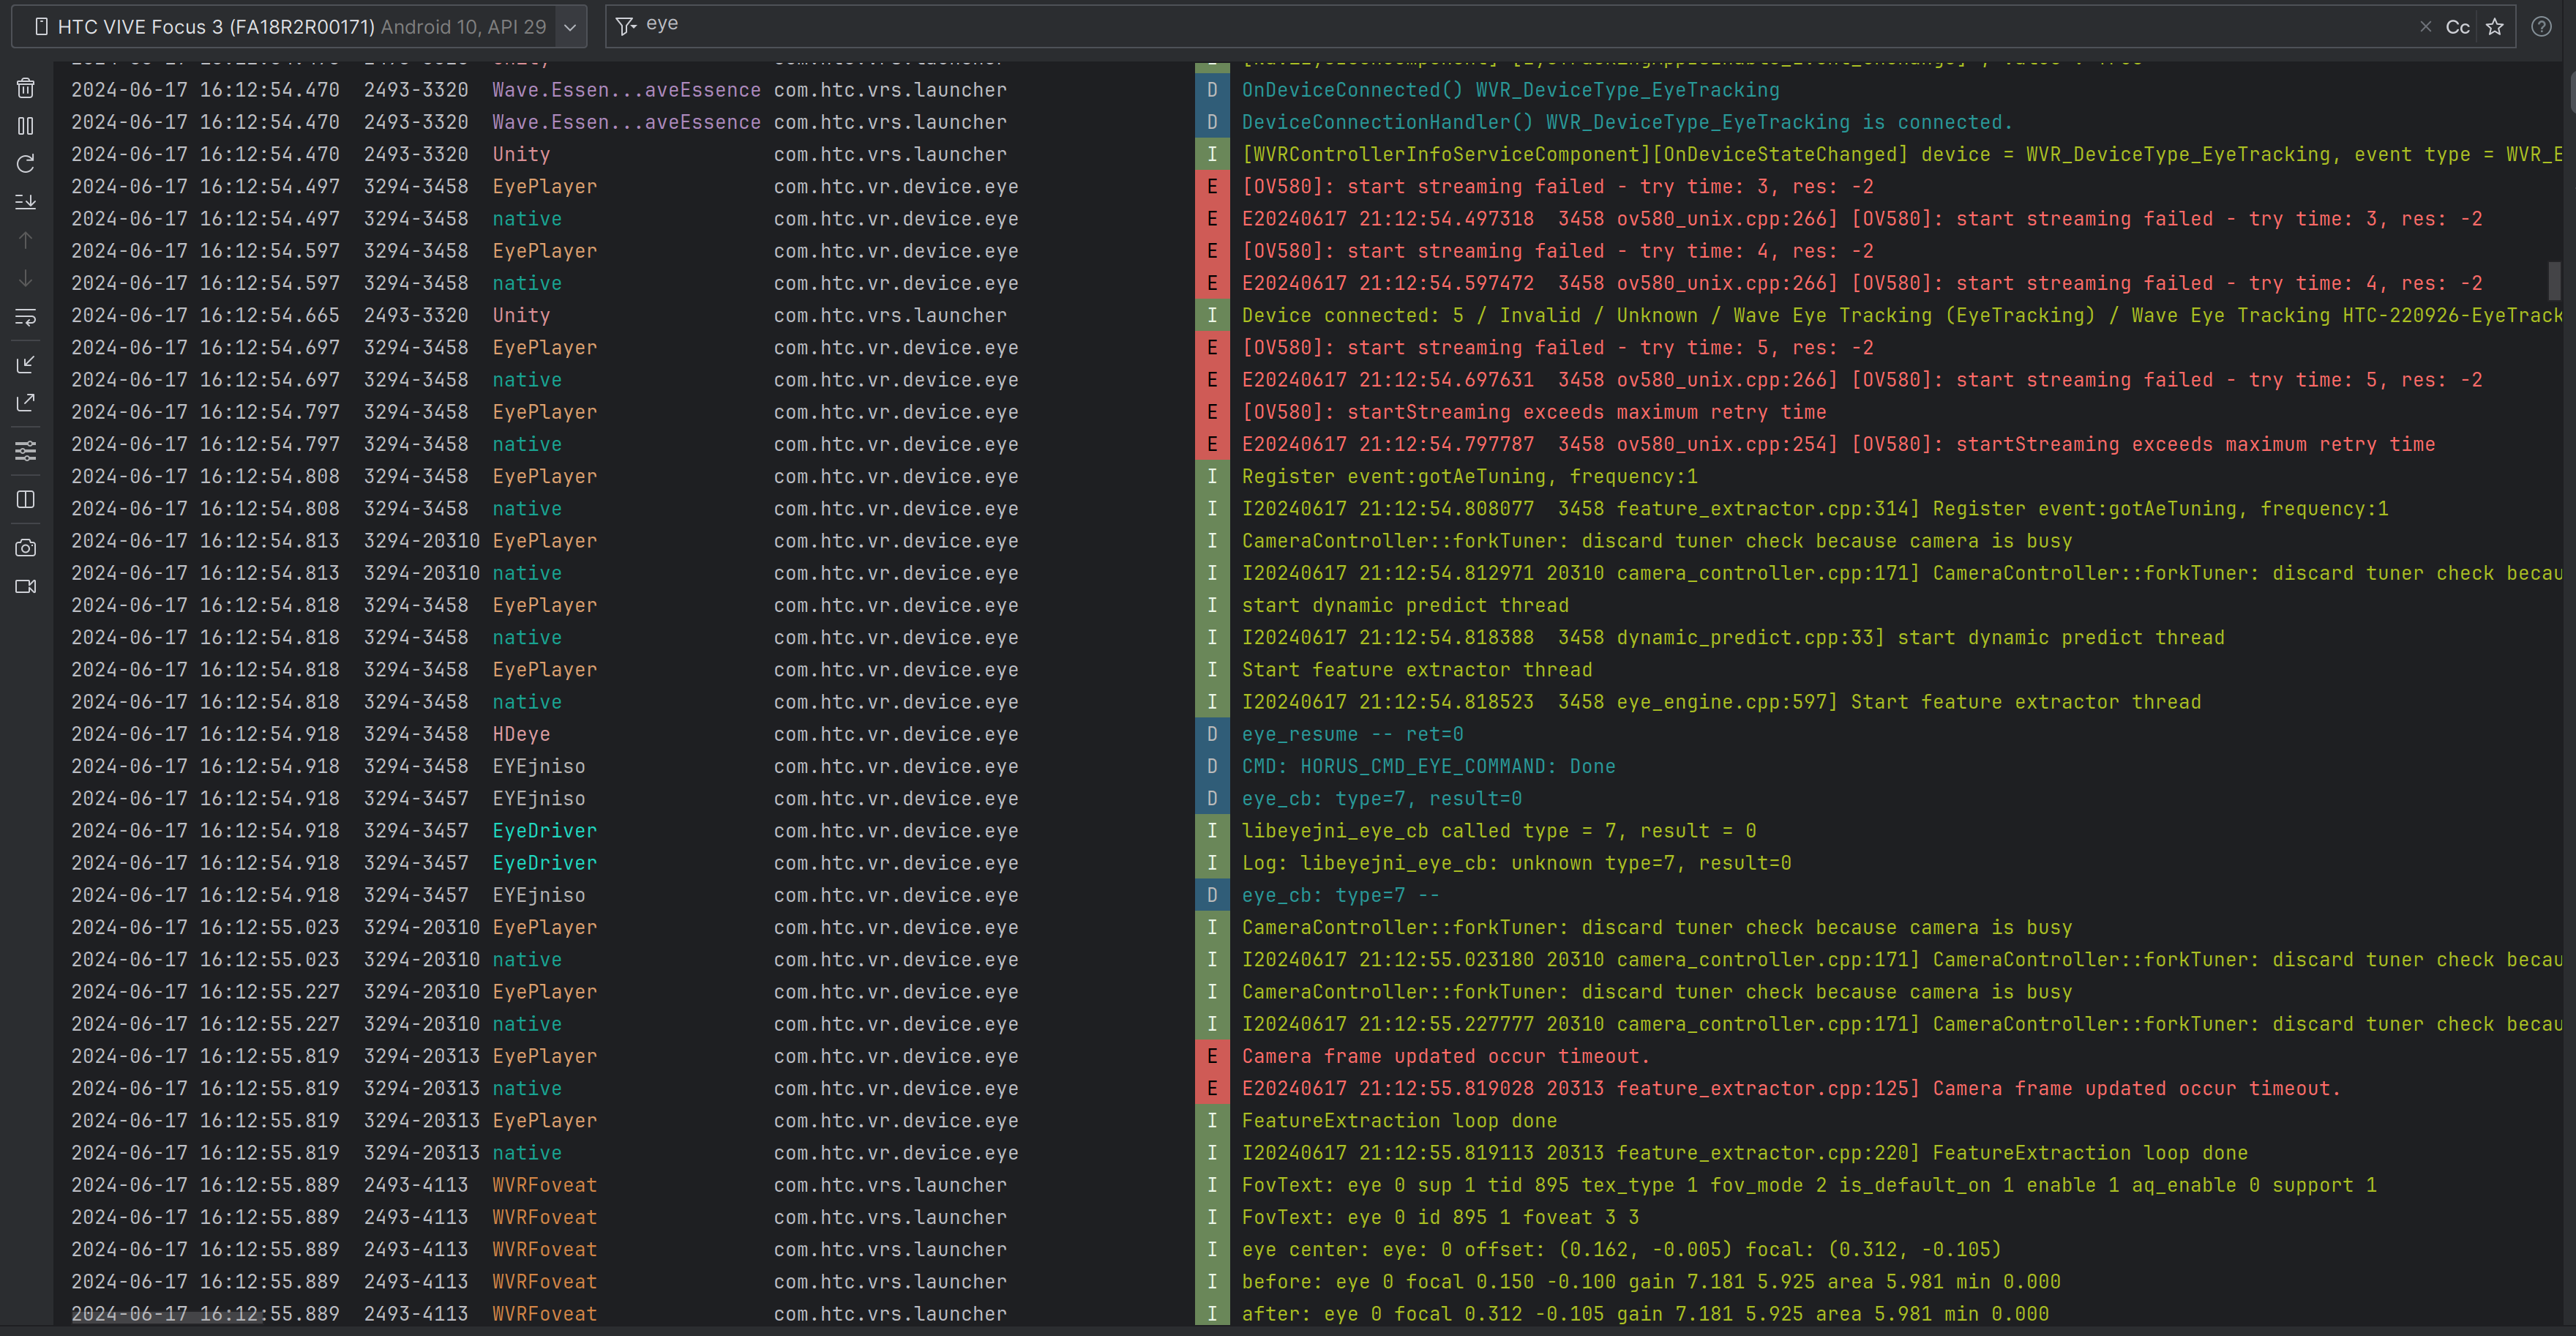 HTC VIVE Focus 3 (FA18R2R00171) Android 10, API 29 eye Cc
2024-06-17 16:12:54.470 2493-3320 Wave.Essen...aveEssence com.htc.vrs.launcher D OnDeviceConnected() WVR_DeviceType_EyeTracking
2024-06-17 16:12:54.470 2493-3320 Wave.Essen...aveEssence com.htc.vrs.launcher D DeviceConnectionHandler() WVR_DeviceType_EyeTracking is connected.
2024-06-17 16:12:54.470 2493-3320 Unity com.htc.vrs.launcher I [WVRControllerInfoServiceComponent][OnDeviceStateChanged] device = WVR_DeviceType_EyeTracking, event type = WVR_E
2024-06-17 16:12:54.497 3294-3458 EyePlayer com.htc.vr.device.eye E [OV580]: start streaming failed - try time: 3, res: -2
2024-06-17 16:12:54.497 3294-3458 native com.htc.vr.device.eye E E20240617 21:12:54.497318 3458 ov580_unix.cpp:266] [OV580]: start streaming failed - try time: 3, res: -2
2024-06-17 16:12:54.597 3294-3458 EyePlayer com.htc.vr.device.eye E [OV580]: start streaming failed - try time: 4, res: -2
2024-06-17 16:12:54.597 3294-3458 native com.htc.vr.device.eye E E20240617 21:12:54.597472 3458 ov580_unix.cpp:266] [OV580]: start streaming failed - try time: 4, res: -2
2024-06-17 16:12:54.665 2493-3320 Unity com.htc.vrs.launcher I Device connected: 5 / Invalid / Unknown / Wave Eye Tracking (EyeTracking) / Wave Eye Tracking HTC-220926-EyeTrack
2024-06-17 16:12:54.697 3294-3458 EyePlayer com.htc.vr.device.eye E [OV580]: start streaming failed - try time: 5, res: -2
2024-06-17 16:12:54.697 3294-3458 native com.htc.vr.device.eye E E20240617 21:12:54.697631 3458 ov580_unix.cpp:266] [OV580]: start streaming failed - try time: 5, res: -2
2024-06-17 16:12:54.797 3294-3458 EyePlayer com.htc.vr.device.eye E [OV580]: startStreaming exceeds maximum retry time
2024-06-17 16:12:54.797 3294-3458 native com.htc.vr.device.eye E E20240617 21:12:54.797787 3458 ov580_unix.cpp:254] [OV580]: startStreaming exceeds maximum retry time
2024-06-17 16:12:54.808 3294-3458 EyePlayer com.htc.vr.device.eye I Register event:gotAeTuning, frequency:1
2024-06-17 16:12:54.808 3294-3458 native com.htc.vr.device.eye I I20240617 21:12:54.808077 3458 feature_extractor.cpp:314] Register event:gotAeTuning, frequency:1
2024-06-17 16:12:54.813 3294-20310 EyePlayer com.htc.vr.device.eye I CameraController::forkTuner: discard tuner check because camera is busy
2024-06-17 16:12:54.813 3294-20310 native com.htc.vr.device.eye I I20240617 21:12:54.812971 20310 camera_controller.cpp:171] CameraController::forkTuner: discard tuner check becau
2024-06-17 16:12:54.818 3294-3458 EyePlayer com.htc.vr.device.eye I start dynamic predict thread
2024-06-17 16:12:54.818 3294-3458 native com.htc.vr.device.eye I I20240617 21:12:54.818388 3458 dynamic_predict.cpp:33] start dynamic predict thread
2024-06-17 16:12:54.818 3294-3458 EyePlayer com.htc.vr.device.eye I Start feature extractor thread
2024-06-17 16:12:54.818 3294-3458 native com.htc.vr.device.eye I I20240617 21:12:54.818523 3458 eye_engine.cpp:597] Start feature extractor thread
2024-06-17 16:12:54.918 3294-3458 HDeye com.htc.vr.device.eye D eye_resume -- ret=0
2024-06-17 16:12:54.918 3294-3458 EYEjniso com.htc.vr.device.eye D CMD: HORUS_CMD_EYE_COMMAND: Done
2024-06-17 16:12:54.918 3294-3457 EYEjniso com.htc.vr.device.eye D eye_cb: type=7, result=0
2024-06-17 16:12:54.918 3294-3457 EyeDriver com.htc.vr.device.eye I libeyejni_eye_cb called type = 7, result = 0
2024-06-17 16:12:54.918 3294-3457 EyeDriver com.htc.vr.device.eye I Log: libeyejni_eye_cb: unknown type=7, result=0
2024-06-17 16:12:54.918 3294-3457 EYEjniso com.htc.vr.device.eye D eye_cb: type=7 --
2024-06-17 16:12:55.023 3294-20310 EyePlayer com.htc.vr.device.eye I CameraController::forkTuner: discard tuner check because camera is busy
2024-06-17 16:12:55.023 3294-20310 native com.htc.vr.device.eye I I20240617 21:12:55.023180 20310 camera_controller.cpp:171] CameraController::forkTuner: discard tuner check becau
2024-06-17 16:12:55.227 3294-20310 EyePlayer com.htc.vr.device.eye I CameraController::forkTuner: discard tuner check because camera is busy
2024-06-17 16:12:55.227 3294-20310 native com.htc.vr.device.eye I I20240617 21:12:55.227777 20310 camera_controller.cpp:171] CameraController::forkTuner: discard tuner check becau
2024-06-17 16:12:55.819 3294-20313 EyePlayer com.htc.vr.device.eye E Camera frame updated occur timeout.
2024-06-17 16:12:55.819 3294-20313 native com.htc.vr.device.eye E E20240617 21:12:55.819028 20313 feature_extractor.cpp:125] Camera frame updated occur timeout.
2024-06-17 16:12:55.819 3294-20313 EyePlayer com.htc.vr.device.eye I FeatureExtraction loop done
2024-06-17 16:12:55.819 3294-20313 native com.htc.vr.device.eye I I20240617 21:12:55.819113 20313 feature_extractor.cpp:220] FeatureExtraction loop done
2024-06-17 16:12:55.889 2493-4113 WVRFoveat com.htc.vrs.launcher I FovText: eye 0 sup 1 tid 895 tex_type 1 fov_mode 2 is_default_on 1 enable 1 aq_enable 0 support 1
2024-06-17 16:12:55.889 2493-4113 WVRFoveat com.htc.vrs.launcher I FovText: eye 0 id 895 1 foveat 3 3
2024-06-17 16:12:55.889 2493-4113 WVRFoveat com.htc.vrs.launcher I eye center: eye: 0 offset: (0.162, -0.005) focal: (0.312, -0.105)
2024-06-17 16:12:55.889 2493-4113 WVRFoveat com.htc.vrs.launcher I before: eye 0 focal 0.150 -0.100 gain 7.181 5.925 area 5.981 min 0.000
2024-06-17 16:12:55.889 2493-4113 WVRFoveat com.htc.vrs.launcher I after: eye 0 focal 0.312 -0.105 gain 7.181 5.925 area 5.981 min 0.000